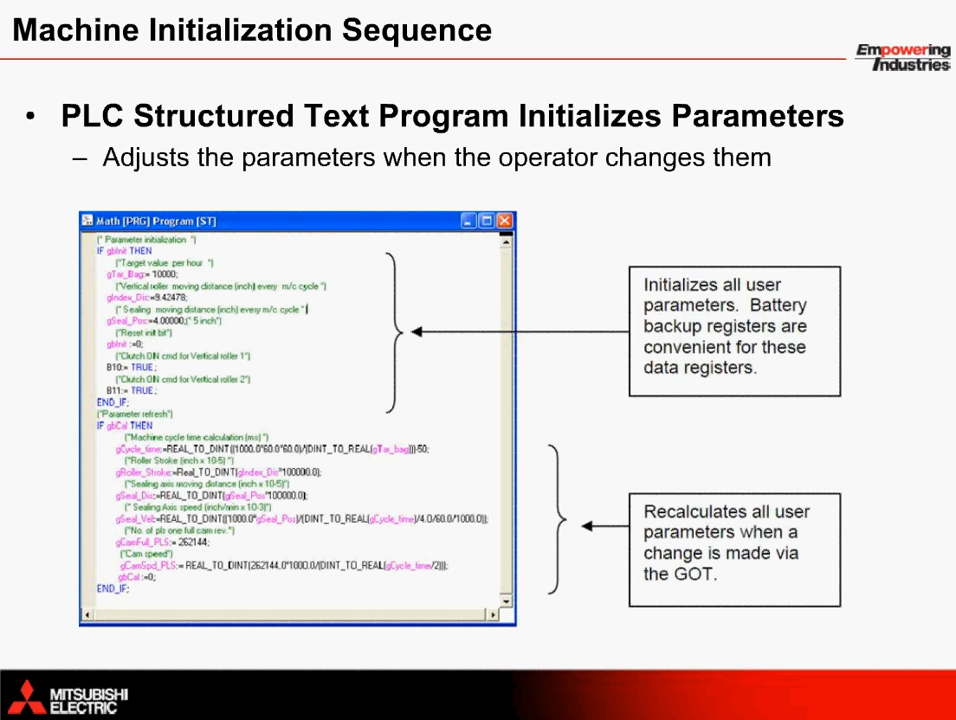 Machine Initialization Sequence
Empowering
Industries
• PLC Structured Text Program Initializes Parameters
– Adjusts the parameters when the operator changes them
Math [PRG] Program [ST]
(* Parameter initialization *)
IF gbInit THEN
(*Target value per hour *)
gTar_Bag:= 10000;
(*Vertical roller moving distance (inch) every m/c cycle *)
gIndex_Dis:=9.42478;
(* Sealing moving distance (inch) every m/c cycle *)
gSeal_Pos:=4.00000;(* 5 inch*)
(*Reset init bit*)
gbInit :=0;
(*Clutch ON cmd for Vertical roller 1*)
B10:= TRUE;
(*Clutch ON cmd for Vertical roller 2*)
B11:= TRUE;
END_IF;
(*Parameter refresh*)
IF gbCal THEN
(*Machine cycle time calculation (ms) *)
gCycle_time:=REAL_TO_DINT((1000.0*60.0*60.0)/(DINT_TO_REAL(gTar_bag)))-50;
(*Roller Stroke (inch x 10-5) *)
gRoller_Stroke:=Real_TO_DINT(gIndex_Dis*100000.0);
(*Sealing axis moving distance (inch x 10-5)*)
gSeal_Dis:=REAL_TO_DINT(gSeal_Pos*100000.0);
(* Sealing Axis speed (inch/min x 10-3)*)
gSeal_Vel:=REAL_TO_DINT((1000.0*gSeal_Pos)/(DINT_TO_REAL(gCycle_time)/4.0/60.0/1000.0));
(*No. of pls one full cam rev.*)
gCamFull_PLS:= 262144;
(*Cam speed*)
gCamSpd_PLS:= REAL_TO_DINT(262144.0*1000.0/(DINT_TO_REAL(gCycle_time/2)));
gbCal :=0;
END_IF;
Initializes all user
parameters. Battery
backup registers are
convenient for these
data registers.
Recalculates all user
parameters when a
change is made via
the GOT.
MITSUBISHI
ELECTRIC